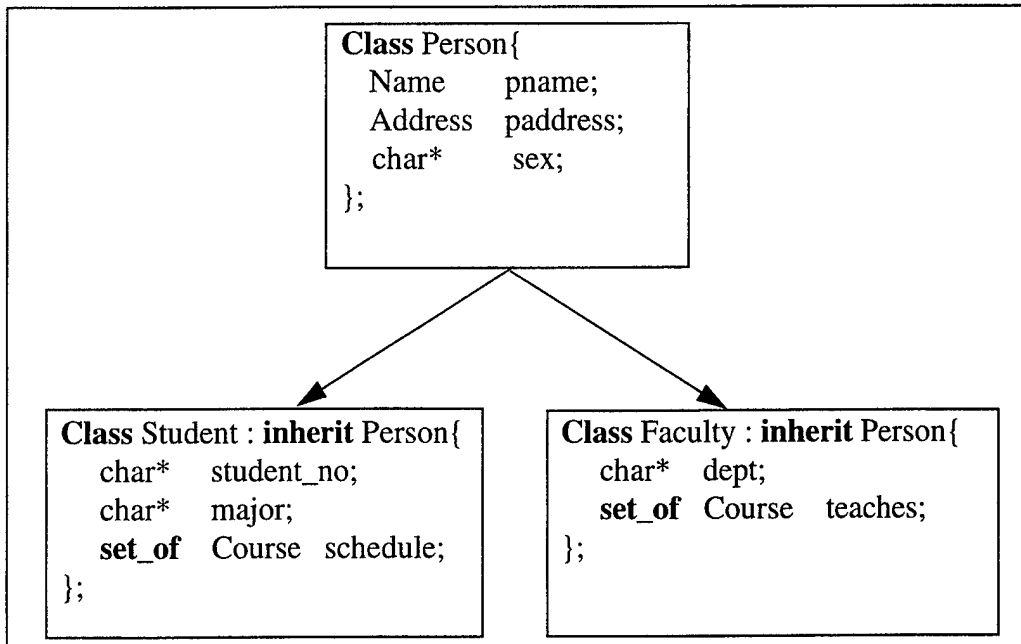 Class Person{
Name pname;
Address paddress;
char* sex;
};
Class Student : inherit Person{
char* student_no;
char* major;
set_of Course schedule;
};
Class Faculty : inherit Person{
char* dept;
set_of Course teaches;
};